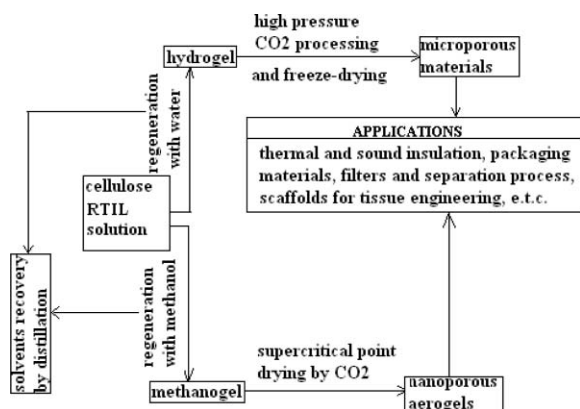 high pressure
CO2 processing
and freeze-drying
hydrogel
microporous
materials
regeneration
with water
APPLICATIONS
thermal and sound insulation, packaging
materials, filters and separation process,
scaffolds for tissue engineering, e.t.c.
cellulose
RTIL
solution
solvents recovery
by distillation
regeneration
with methanol
supercritical point
drying by CO2
methanogel
nanoporous
aerogels